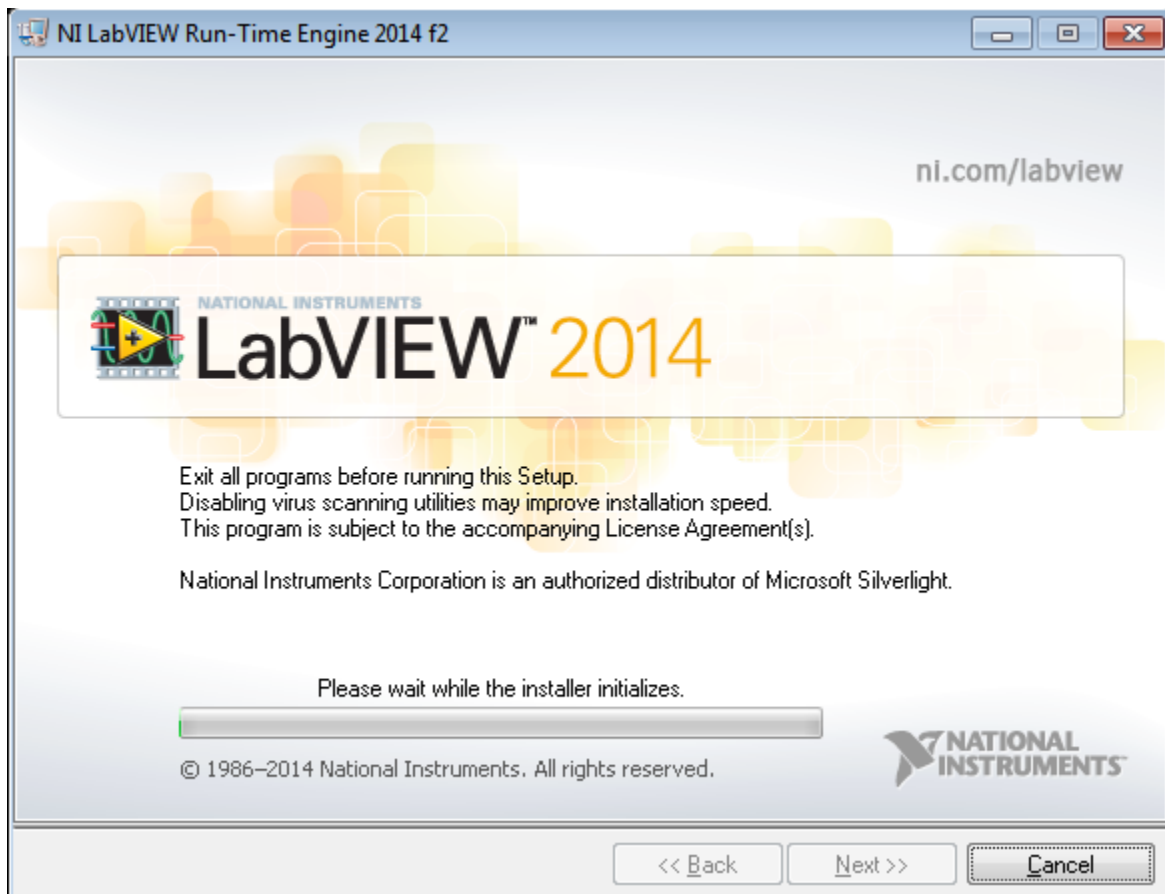 NI LabVIEW Run-Time Engine 2014 f2
ni.com/labview
NATIONAL INSTRUMENTS
LabVIEW™ 2014
Exit all programs before running this Setup.
Disabling virus scanning utilities may improve installation speed.
This program is subject to the accompanying License Agreement(s).
National Instruments Corporation is an authorized distributor of Microsoft Silverlight.
Please wait while the installer initializes.
© 1986–2014 National Instruments. All rights reserved.
NATIONAL
INSTRUMENTS™
<< Back Next >> Cancel